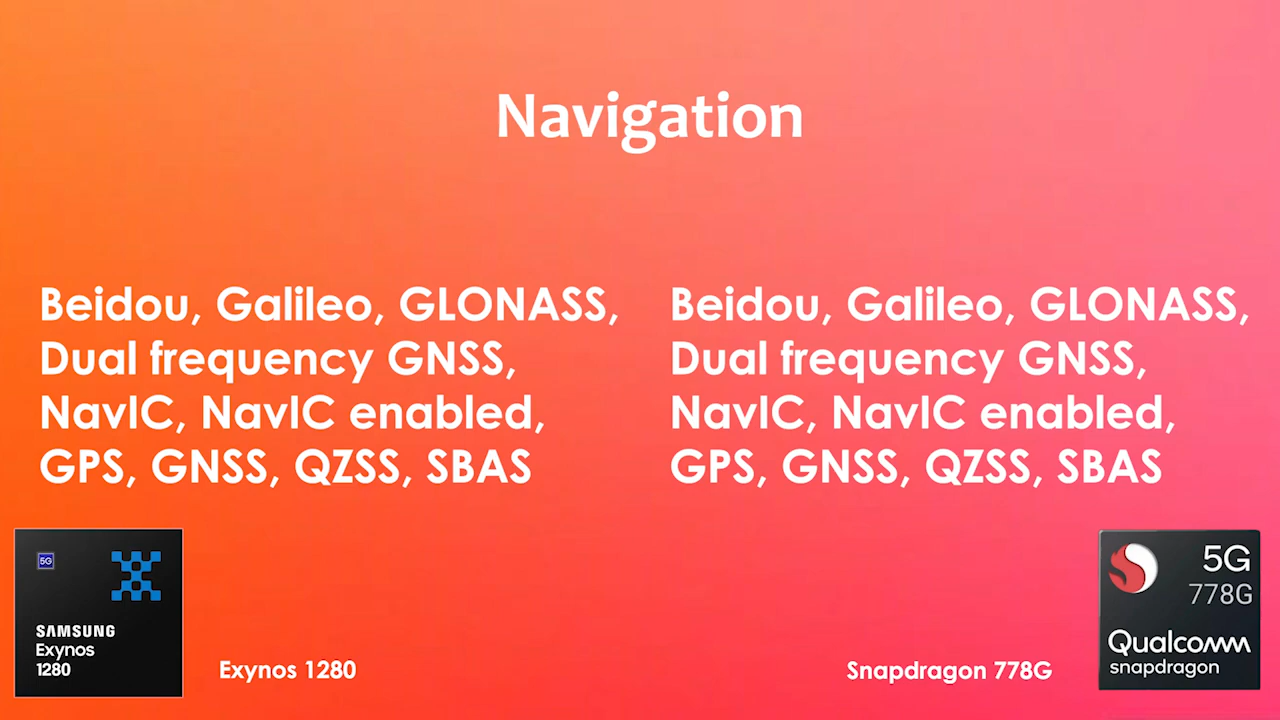 Navigation
Beidou, Galileo, GLONASS,
Dual frequency GNSS,
NavIC, NavIC enabled,
GPS, GNSS, QZSS, SBAS
Beidou, Galileo, GLONASS,
Dual frequency GNSS,
NavIC, NavIC enabled,
GPS, GNSS, QZSS, SBAS
5G
SAMSUNG
Exynos
1280
Exynos 1280
Snapdragon 778G
5G
778G
Qualcomm
snapdragon